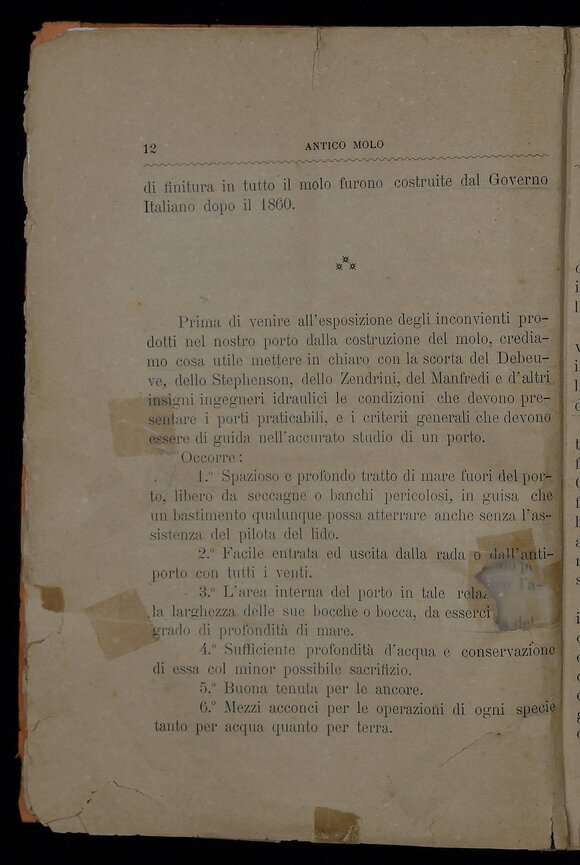 12 ANTICO MOLO
di finitura in tutto il molo furono costruite dal Governo
Italiano dopo il 1860.
Prima di venire all'esposizione degli inconvienti pro-
dotti nel nostro porto dalla costruzione del molo, credia-
mo cosa utile mettere in chiaro con la scorta del Debeu-
ve, dello Stephenson, dello Zendrini, del Manfredi e d'altri
insigni ingegneri idraulici le condizioni che devono pre-
sentare i porti praticabili, e i criterii generali che devono
essere di guida nell'accurato studio di un porto.
Occorre:
1.° Spazioso e profondo tratto di mare fuori del por-
to, libero da seccagne o banchi pericolosi, in guisa che
un bastimento qualunque possa atterrare anche senza l'as-
sistenza del pilota del lido.
2.° Facile entrata ed uscita dalla rada o dall'anti-
porto con tutti i venti.
3.° L'area interna del porto in tale
la larghezza delle sue bocche o bocca, da esserci
grado di profondità di mare.
4.° Sufficiente profondità d'acqua e conservazione
di essa col minor possibile sacrifizio.
5.° Buona tenuta per le ancore.
6.° Mezzi acconci per le operazioni di ogni specie
tanto per acqua quanto per terra.